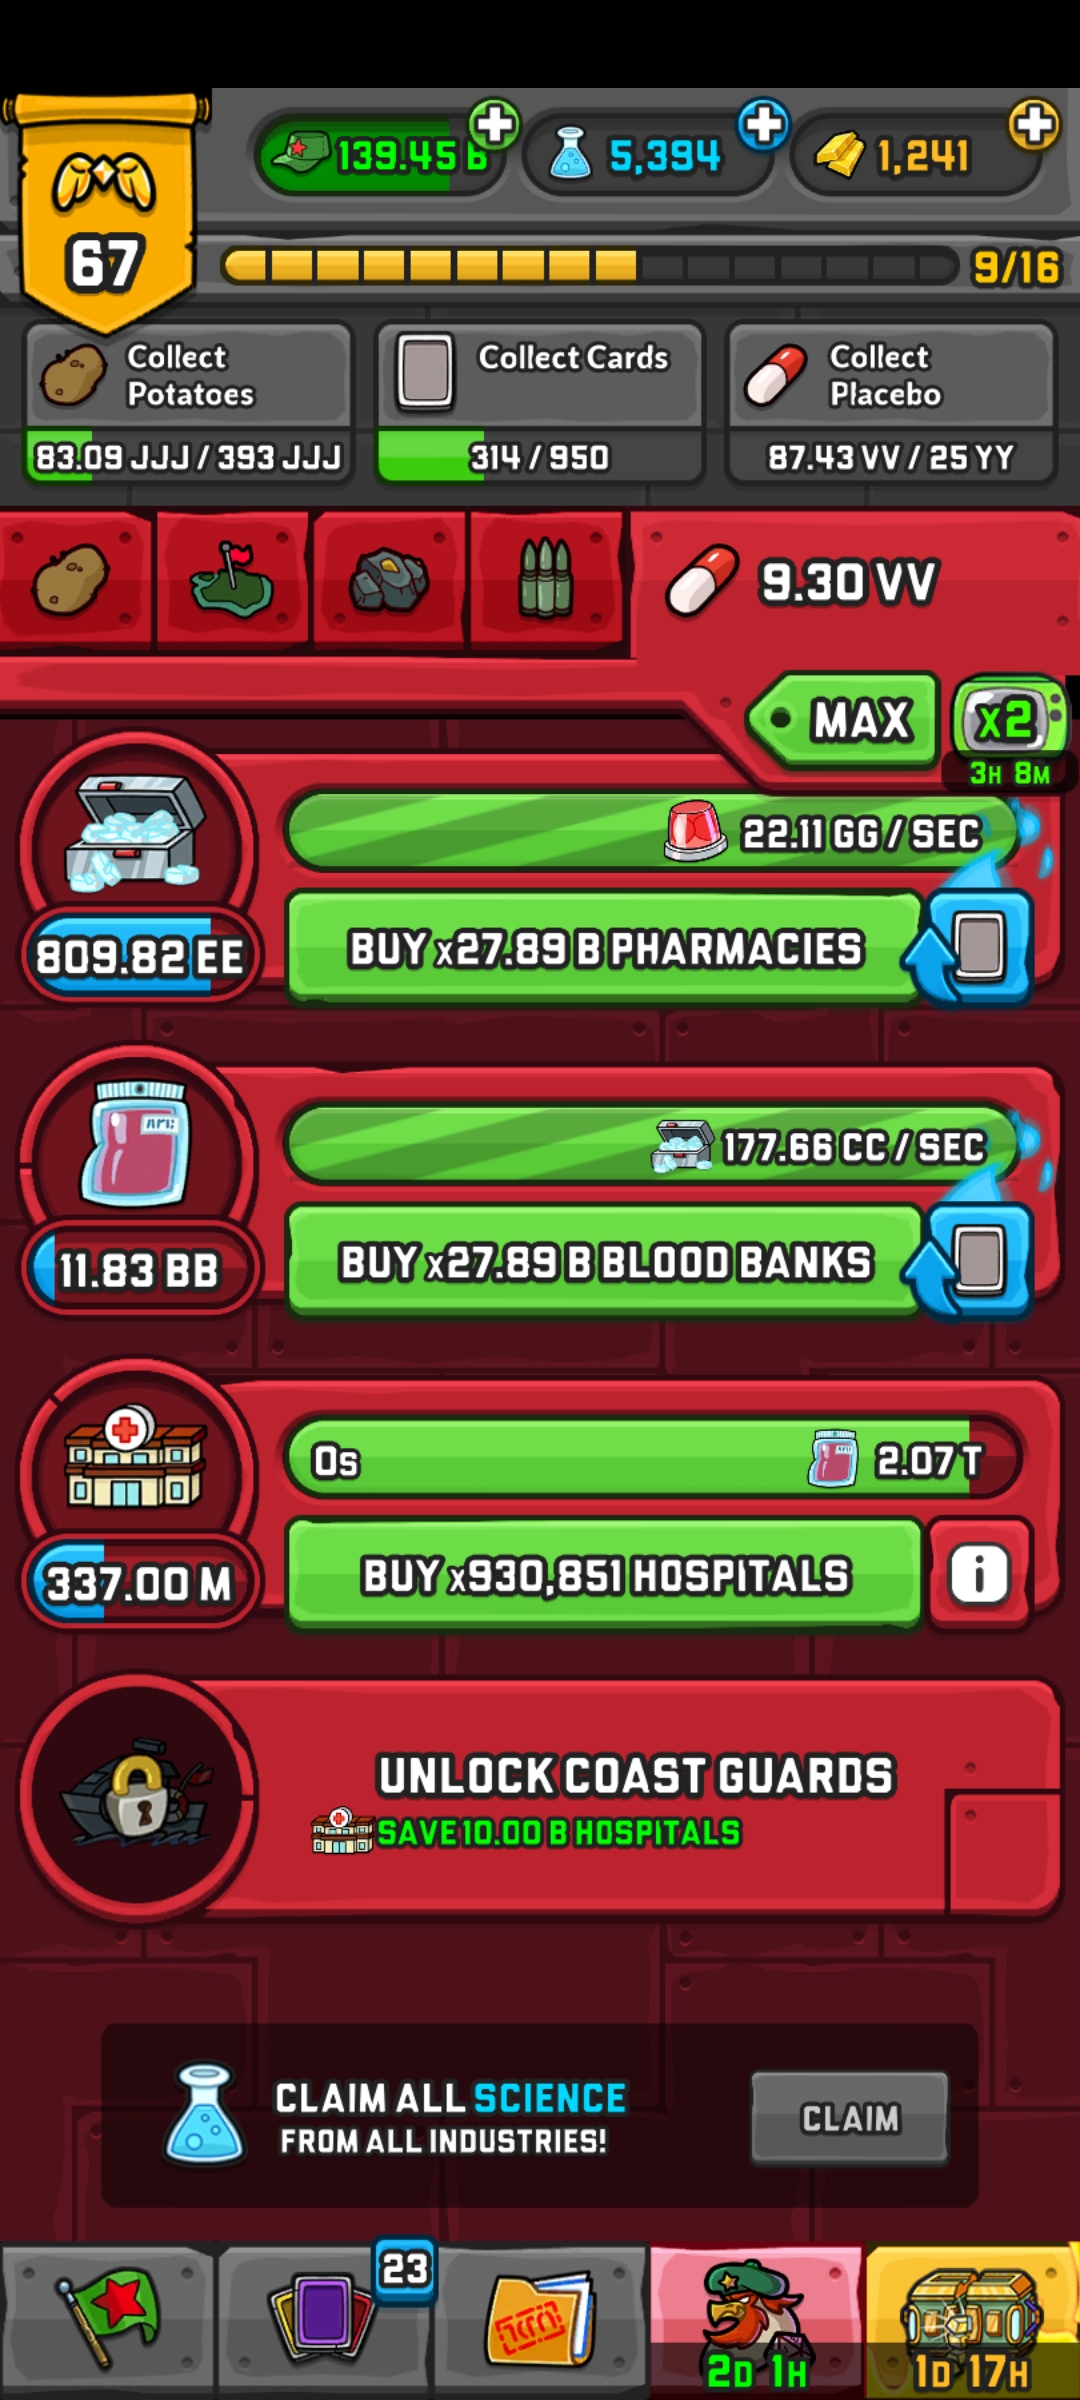 139.45 B
5,394
1,241
67
9/16
Collect
Potatoes
83.09 JJJ / 393 JJJ
Collect Cards
314 / 950
Collect
Placebo
87.43 VV / 25 YY
9.30 VV
MAX
x2
3H 8M
22.11 GG / SEC
809.82 EE
BUY x27.89 B PHARMACIES
177.66 CC / SEC
11.83 BB
BUY x27.89 B BLOOD BANKS
0s
2.07 T
337.00 M
BUY x930,851 HOSPITALS
i
UNLOCK COAST GUARDS
SAVE 10.00 B HOSPITALS
CLAIM ALL SCIENCE
FROM ALL INDUSTRIES!
CLAIM
23
2D 1H
1D 17H